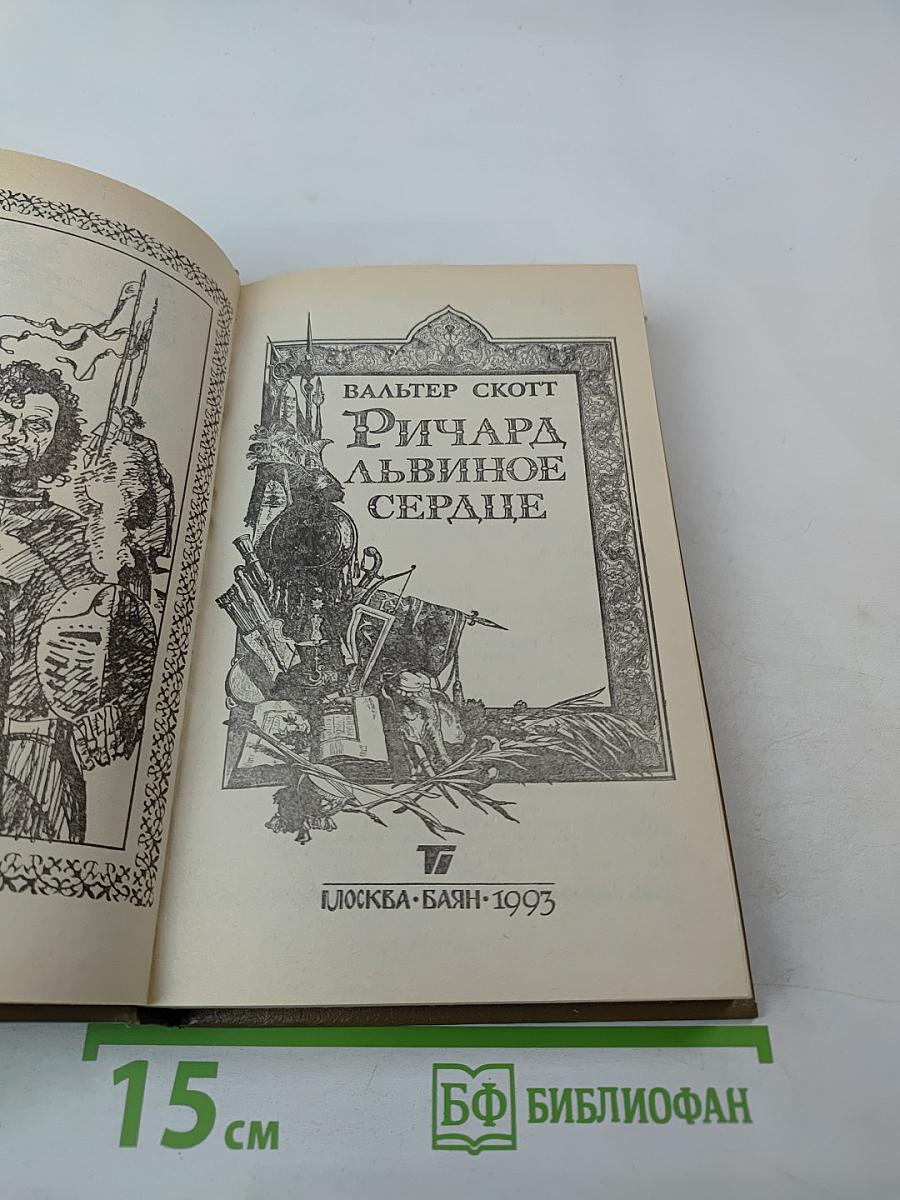 ВАЛЬТЕР СКОТТ
РИЧАРД
ЛЬВИНОЕ
СЕРДЦЕ
МОСКВА·БАЯН·1993
15 см
БФ БИБЛИОФАН